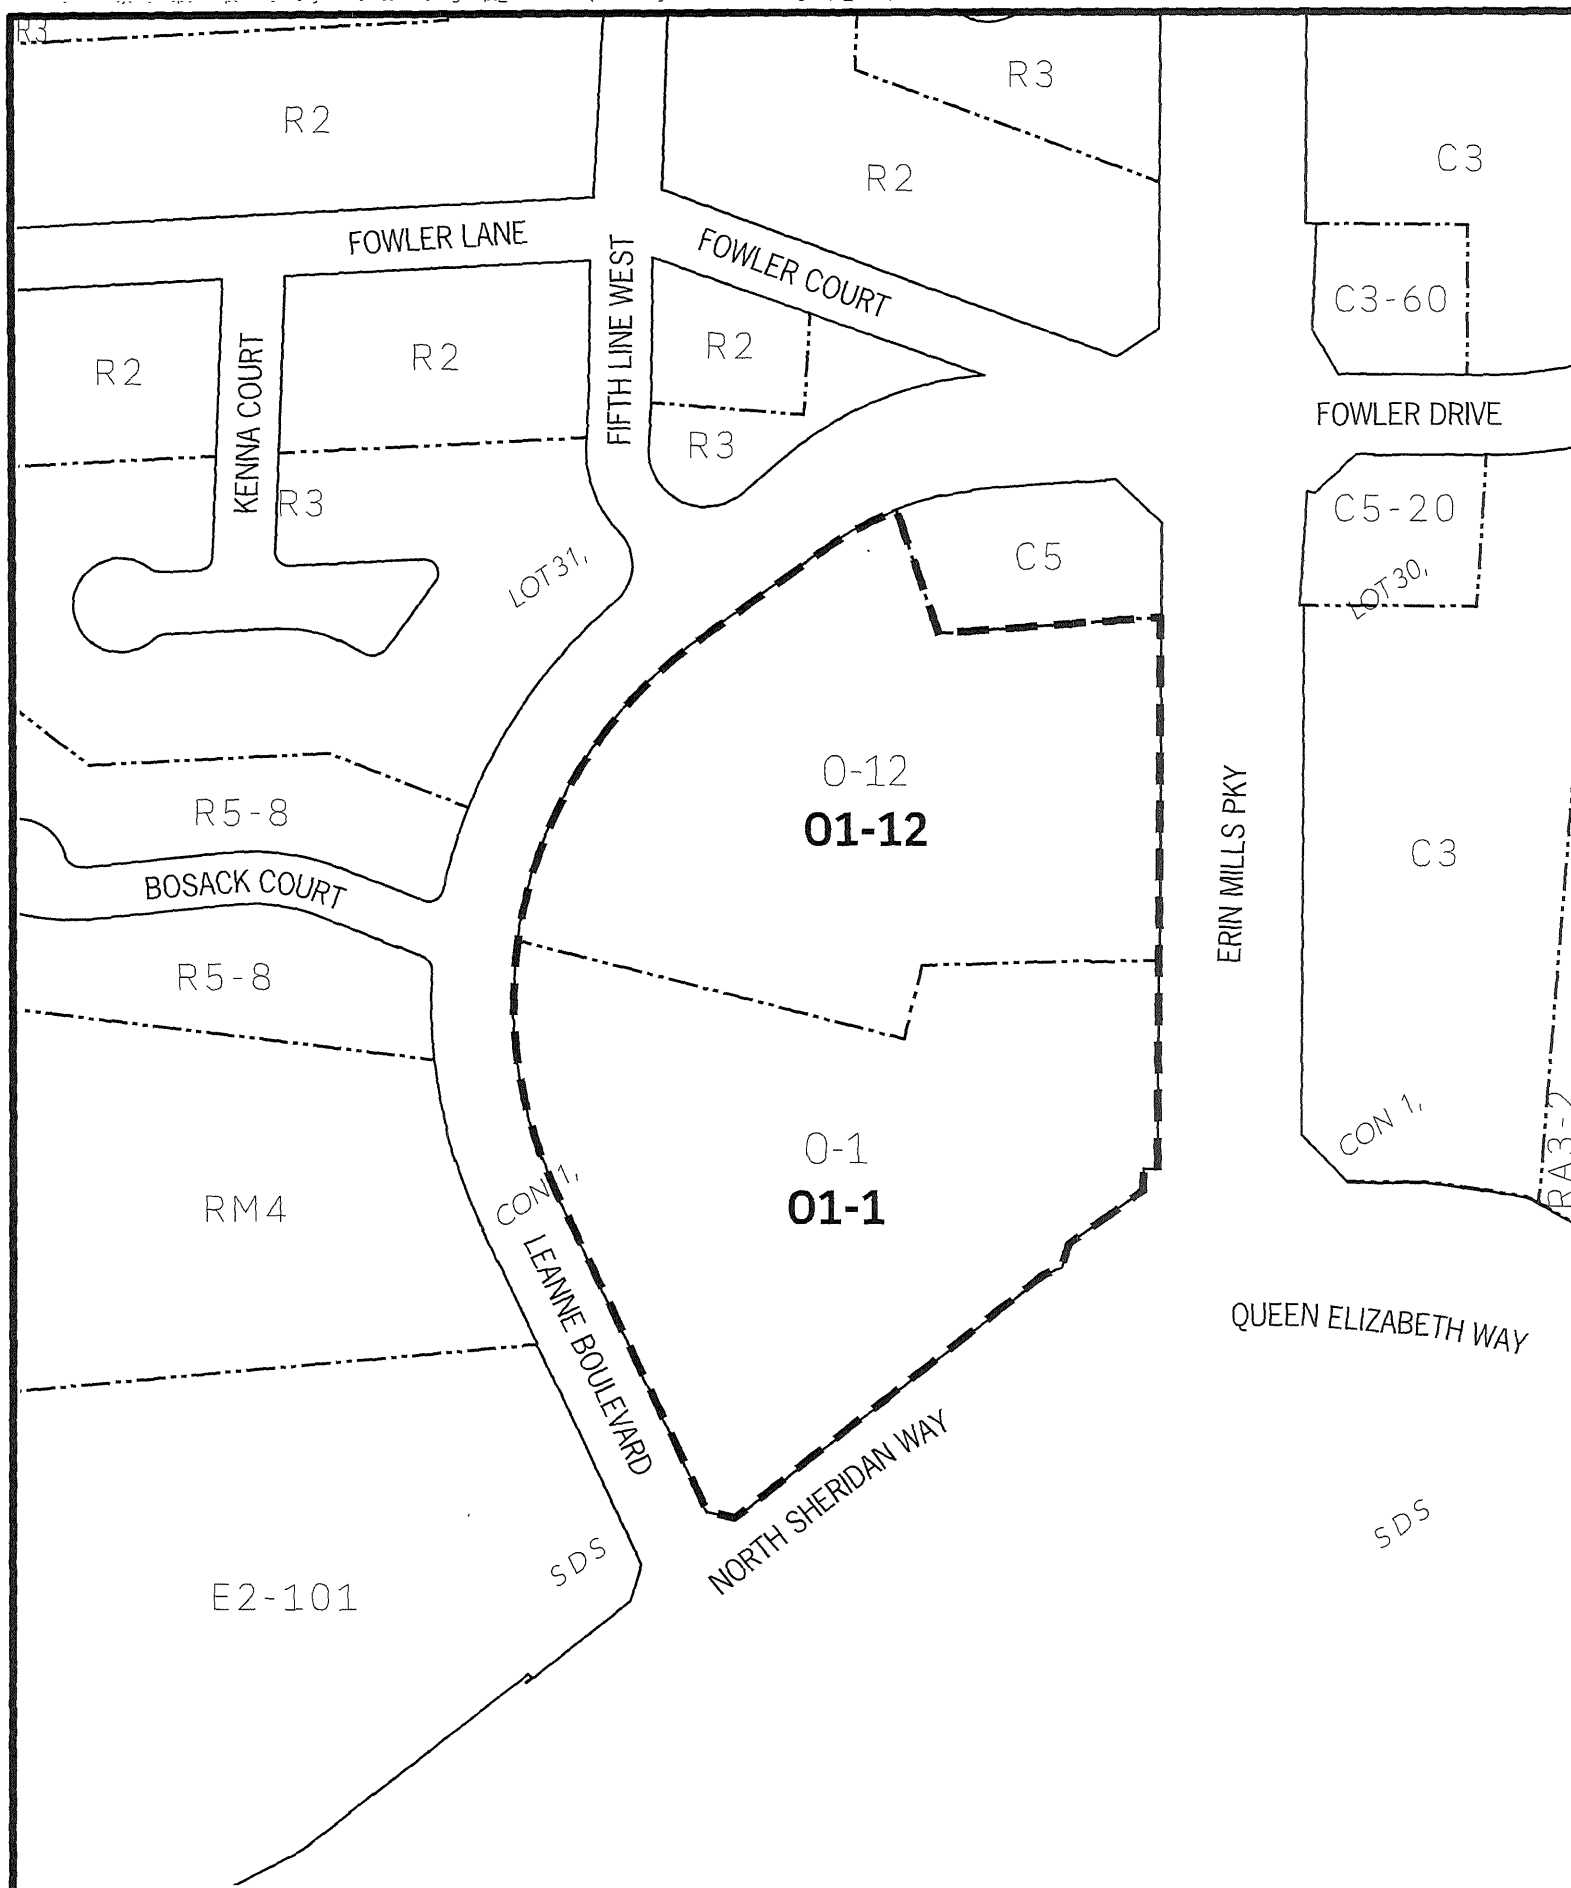 R3
R2
R3
R2
C3
FOWLER LANE
FIFTH LINE WEST
FOWLER COURT
C3-60
R2
KENNA COURT
R2
R2
FOWLER DRIVE
R3
R3
LOT 31,
C5
C5-20
LOT 30,
O-12
O1-12
R5-8
ERIN MILLS PKY
C3
BOSACK COURT
R5-8
O-1
O1-1
CON 1,
RA3-2
RM4
CON 1,
LEANNE BOULEVARD
QUEEN ELIZABETH WAY
NORTH SHERIDAN WAY
SDS
SDS
E2-101